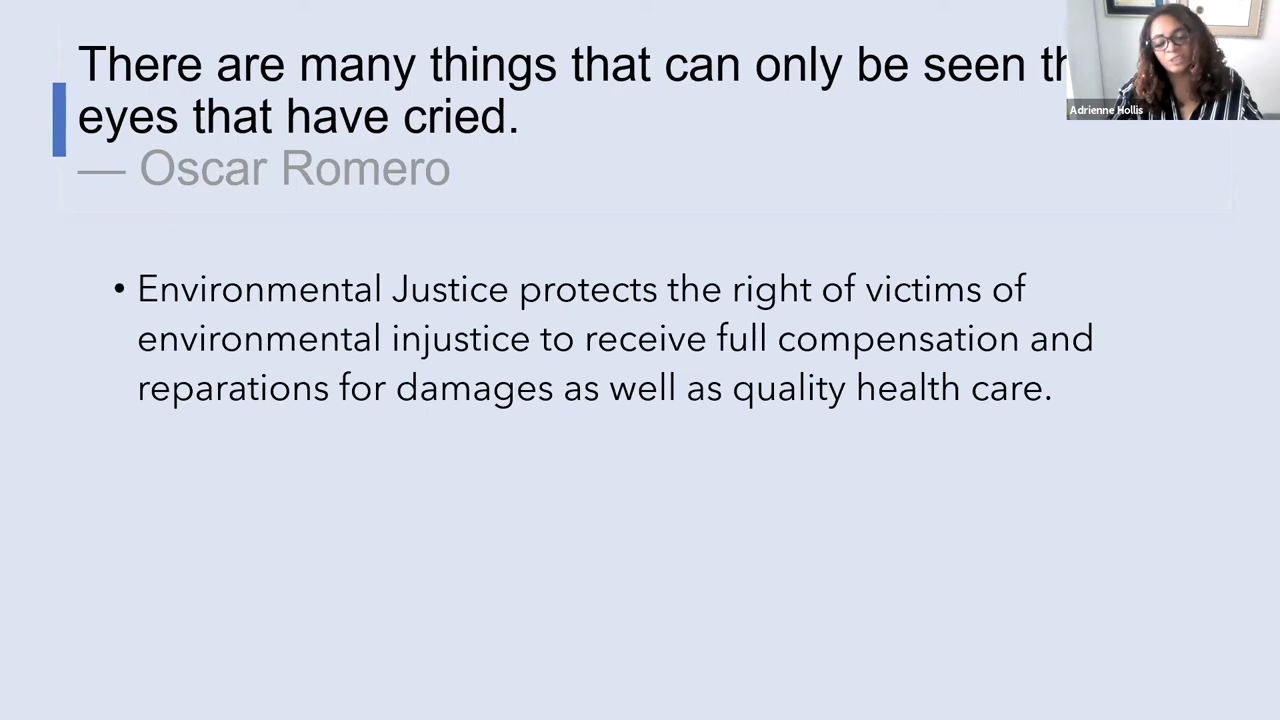 There are many things that can only be seen
eyes that have cried.
— Oscar Romero
Adrienne Hollis
• Environmental Justice protects the right of victims of
environmental injustice to receive full compensation and
reparations for damages as well as quality health care.